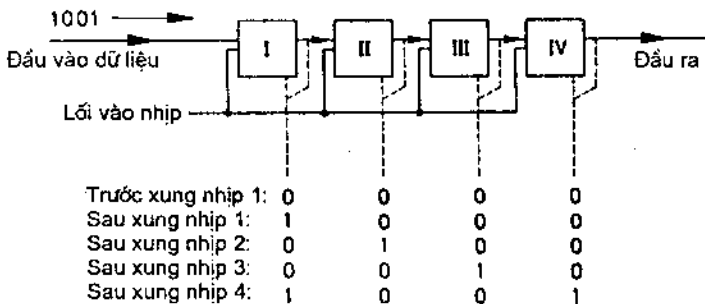 1001
I II III IV
Đầu vào dữ liệu
Đầu ra
Lối vào nhịp
Trước xung nhịp 1: 0 0 0 0
Sau xung nhịp 1: 1 0 0 0
Sau xung nhịp 2: 0 1 0 0
Sau xung nhịp 3: 0 0 1 0
Sau xung nhịp 4: 1 0 0 1